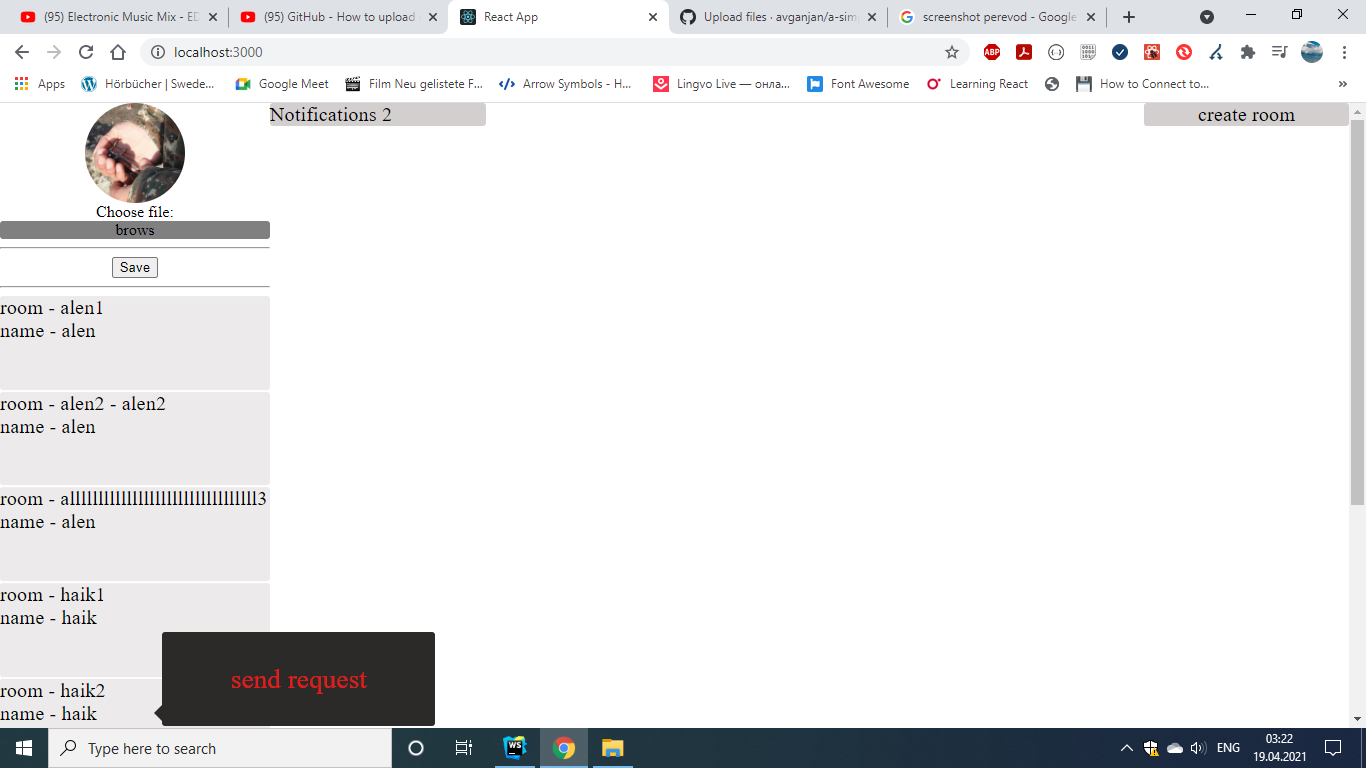 (95) Electronic Music Mix - ED
(95) GitHub - How to upload
React App
Upload files · avganjan/a-sim
screenshot perevod - Google
localhost:3000
ABP
Apps
Hörbücher | Swede...
Google Meet
Film Neu gelistete F...
Arrow Symbols - H...
Lingvo Live — онла...
Font Awesome
Learning React
How to Connect to...
»
Notifications 2
create room
Choose file:
brows
Save
room - alen1
name - alen
room - alen2 - alen2
name - alen
room - alllllllllllllllllllllllllllllllll3
name - alen
room - haik1
name - haik
send request
room - haik2
name - haik
Type here to search
WS
ENG
03:22
19.04.2021